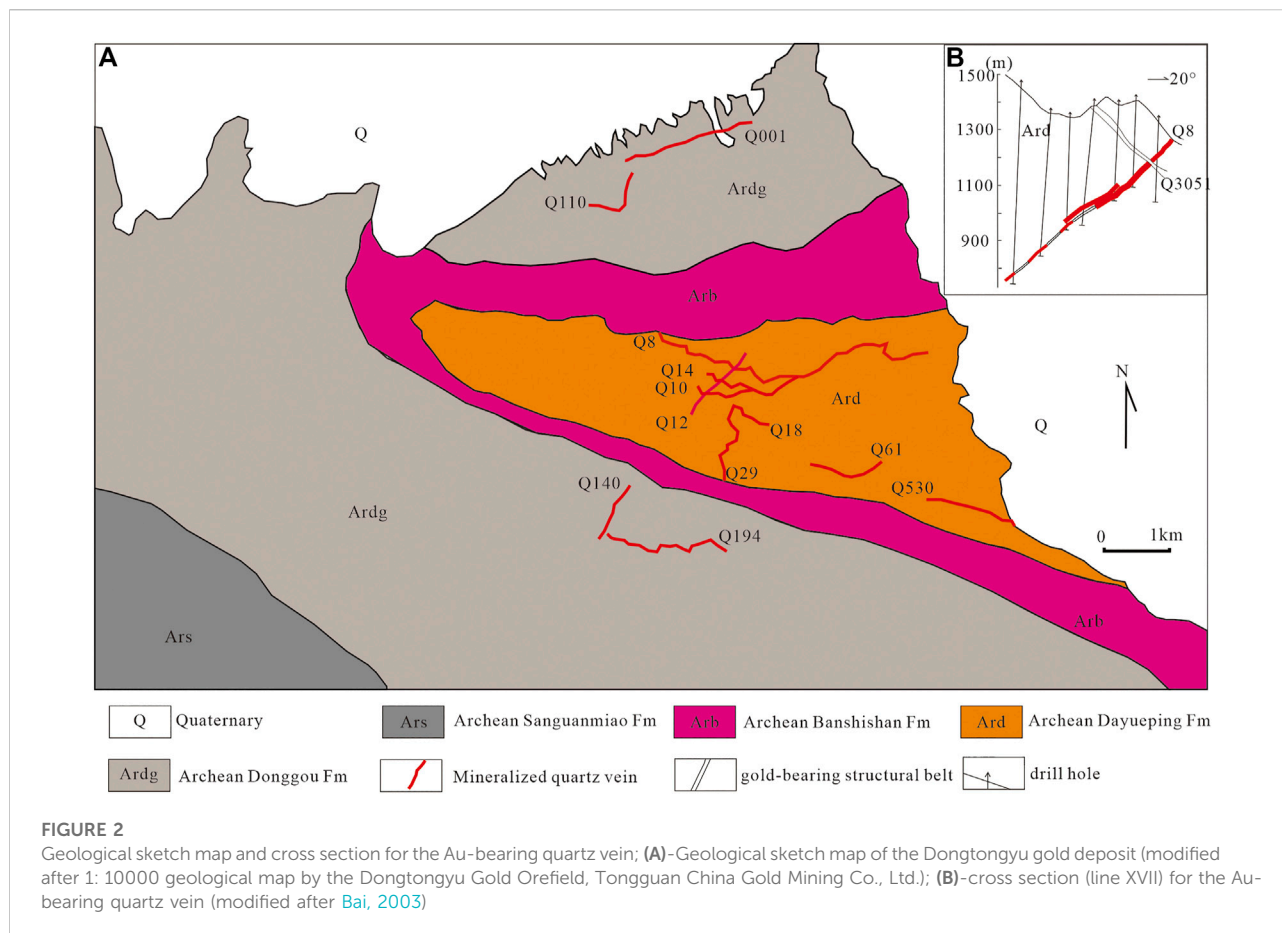 A
Q
Q001
Q110
Ardg
Arb
Q8
Q14
Q10
Q12
Ard
Q18
Q29
Q61
Q530
Q140
Q194
Ardg
Ars
Arb
Q
N
0 1km
B
(m)
1500
1300
1100
900
20°
Ard
Q8
Q3051
Q Quaternary
Ars Archean Sanguanmiao Fm
Arb Archean Banshishan Fm
Ard Archean Dayueping Fm
Ardg Archean Donggou Fm
Mineralized quartz vein
gold-bearing structural belt
drill hole
FIGURE 2
Geological sketch map and cross section for the Au-bearing quartz vein; (A)-Geological sketch map of the Dongtongyu gold deposit (modified
after 1: 10000 geological map by the Dongtongyu Gold Orefield, Tongguan China Gold Mining Co., Ltd.); (B)-cross section (line XVII) for the Au-
bearing quartz vein (modified after Bai, 2003)